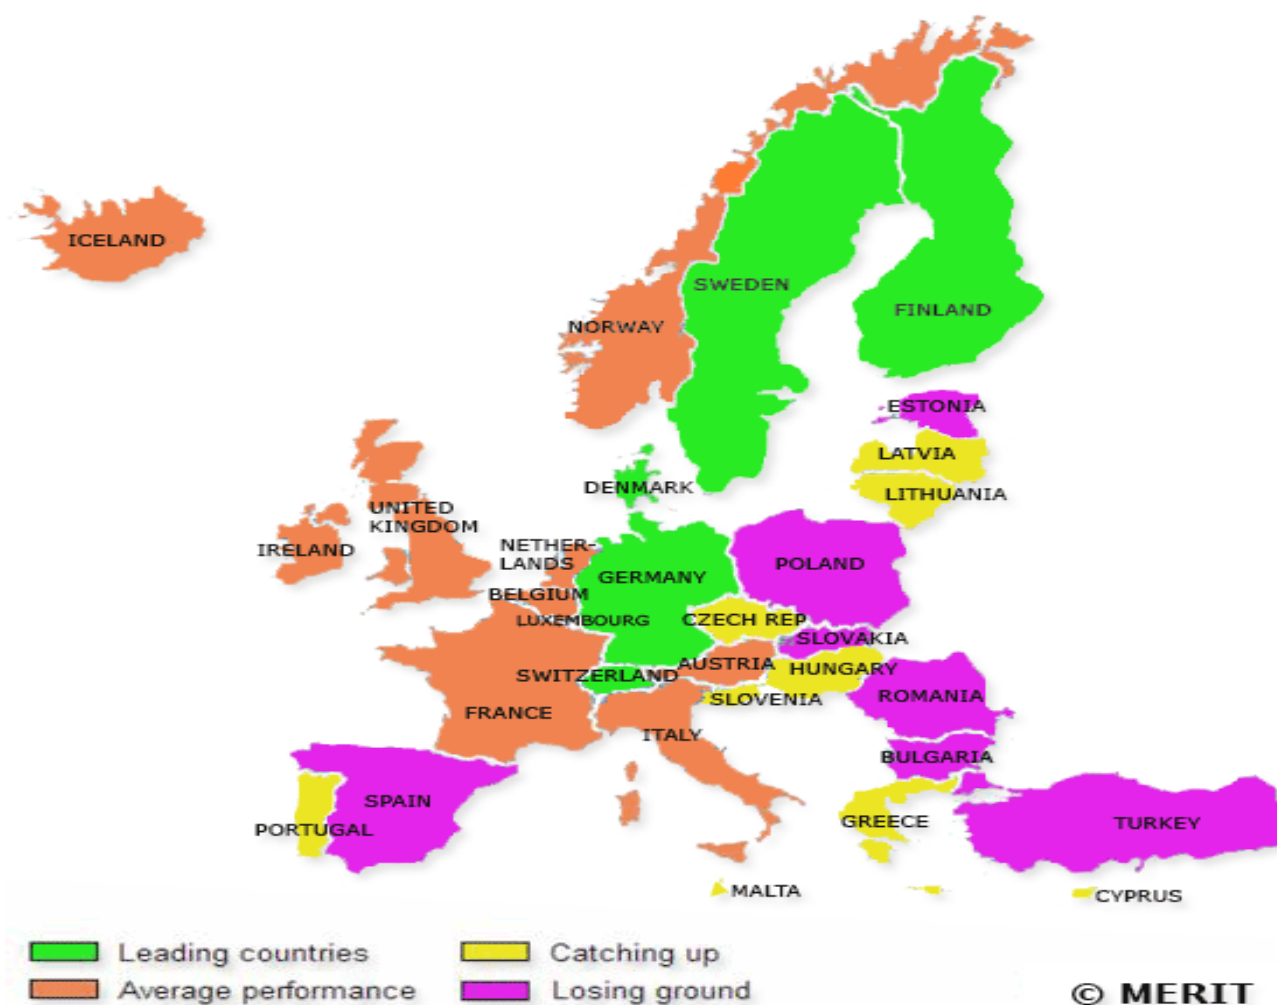 ICELAND
SWEDEN
FINLAND
NORWAY
ESTONIA
LATVIA
LITHUANIA
DENMARK
UNITED
KINGDOM
IRELAND
NETHER-
LANDS
BELGIUM
LUXEMBOURG
GERMANY
POLAND
CZECH REP
SLOVAKIA
SWITZERLAND
AUSTRIA
HUNGARY
SLOVENIA
ROMANIA
FRANCE
ITALY
BULGARIA
SPAIN
PORTUGAL
GREECE
TURKEY
MALTA
CYPRUS
Leading countries
Catching up
Average performance
Losing ground
© MERIT